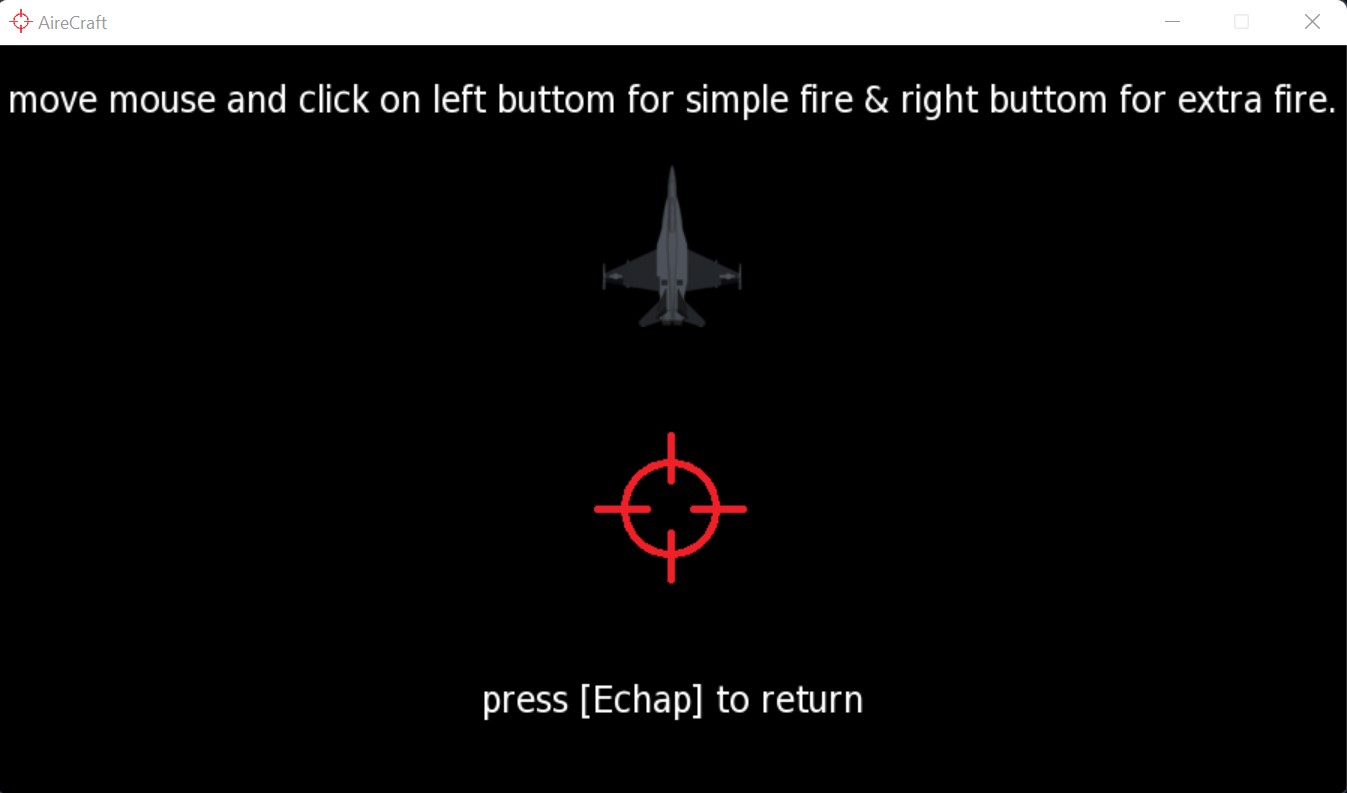 AireCraft
move mouse and click on left buttom for simple fire & right buttom for extra fire.
press [Echap] to return